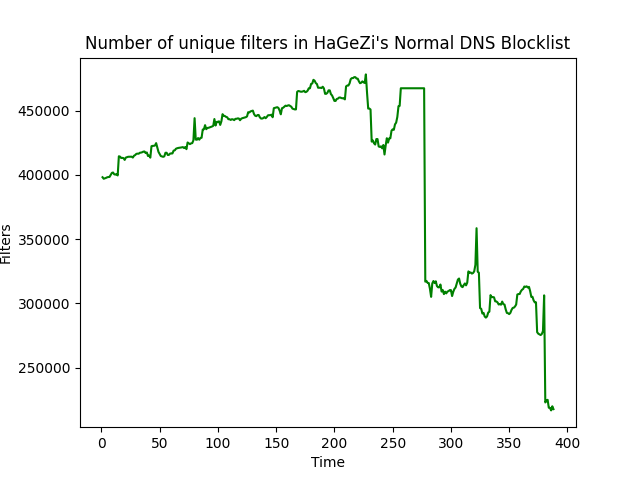 Number of unique filters in HaGeZi's Normal DNS Blocklist
450000
400000
350000
300000
250000
Filters
0 50 100 150 200 250 300 350 400
Time